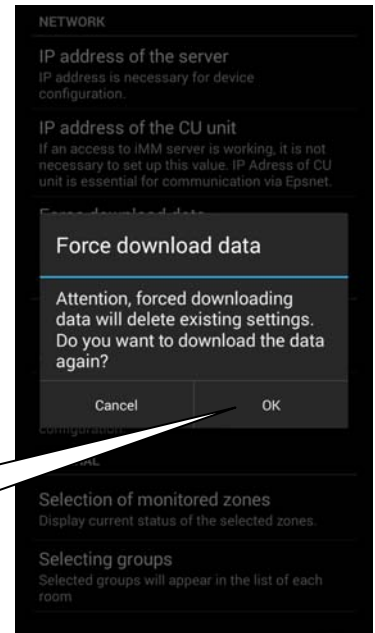 NETWORK
IP address of the server
IP address is necessary for device
configuration.
IP address of the CU unit
If an access to iMM server is working, it is not
necessary to set up this value. IP Adress of CU
unit is essential for communication via Epsnet.
Force download data
Force download data
Attention, forced downloading
data will delete existing settings.
Do you want to download the data
again?
Cancel
OK
configuration.
Selection of monitored zones
Display current status of the selected zones.
Selecting groups
Selected groups will appear in the list of each
room